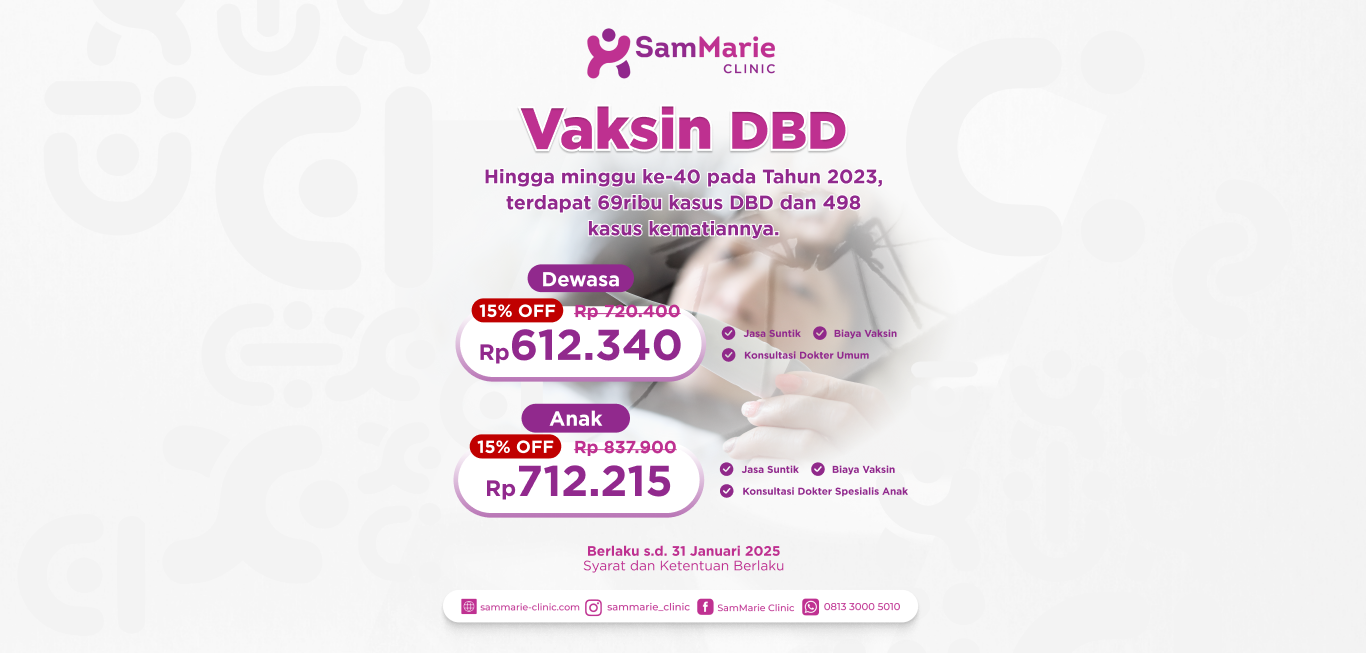 SamMarie
CLINIC
Vaksin DBD
Hingga minggu ke-40 pada Tahun 2023,
terdapat 69ribu kasus DBD dan 498
kasus kematiannya.
Dewasa
15% OFF Rp 720.400
Rp612.340
Jasa Suntik Biaya Vaksin
Konsultasi Dokter Umum
Anak
15% OFF Rp 837.900
Rp712.215
Jasa Suntik Biaya Vaksin
Konsultasi Dokter Spesialis Anak
Berlaku s.d. 31 Januari 2025
Syarat dan Ketentuan Berlaku
sammarie-clinic.com sammarie_clinic SamMarie Clinic 0813 3000 5010